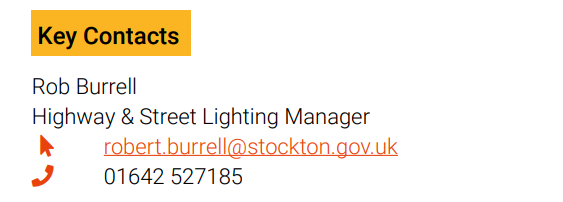 Key Contacts
Rob Burrell
Highway & Street Lighting Manager
robert.burrell@stockton.gov.uk
01642 527185